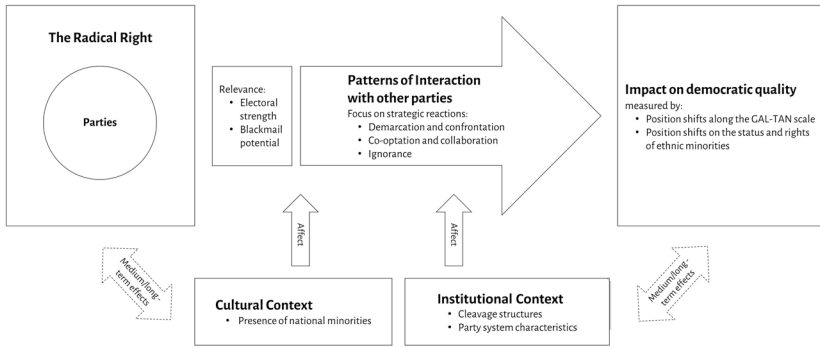 The Radical Right
Parties
Relevance:
• Electoral
strength
• Blackmail
potential
Patterns of Interaction
with other parties
Focus on strategic reactions:
• Demarcation and confrontation
• Co-optation and collaboration
• Ignorance
Impact on democratic quality
measured by:
• Position shifts along the GAL-TAN scale
• Position shifts on the status and rights
of ethnic minorities
Affect
Affect
Medium/long-
term effects
Medium/long-
term effects
Cultural Context
• Presence of national minorities
Institutional Context
• Cleavage structures
• Party system characteristics